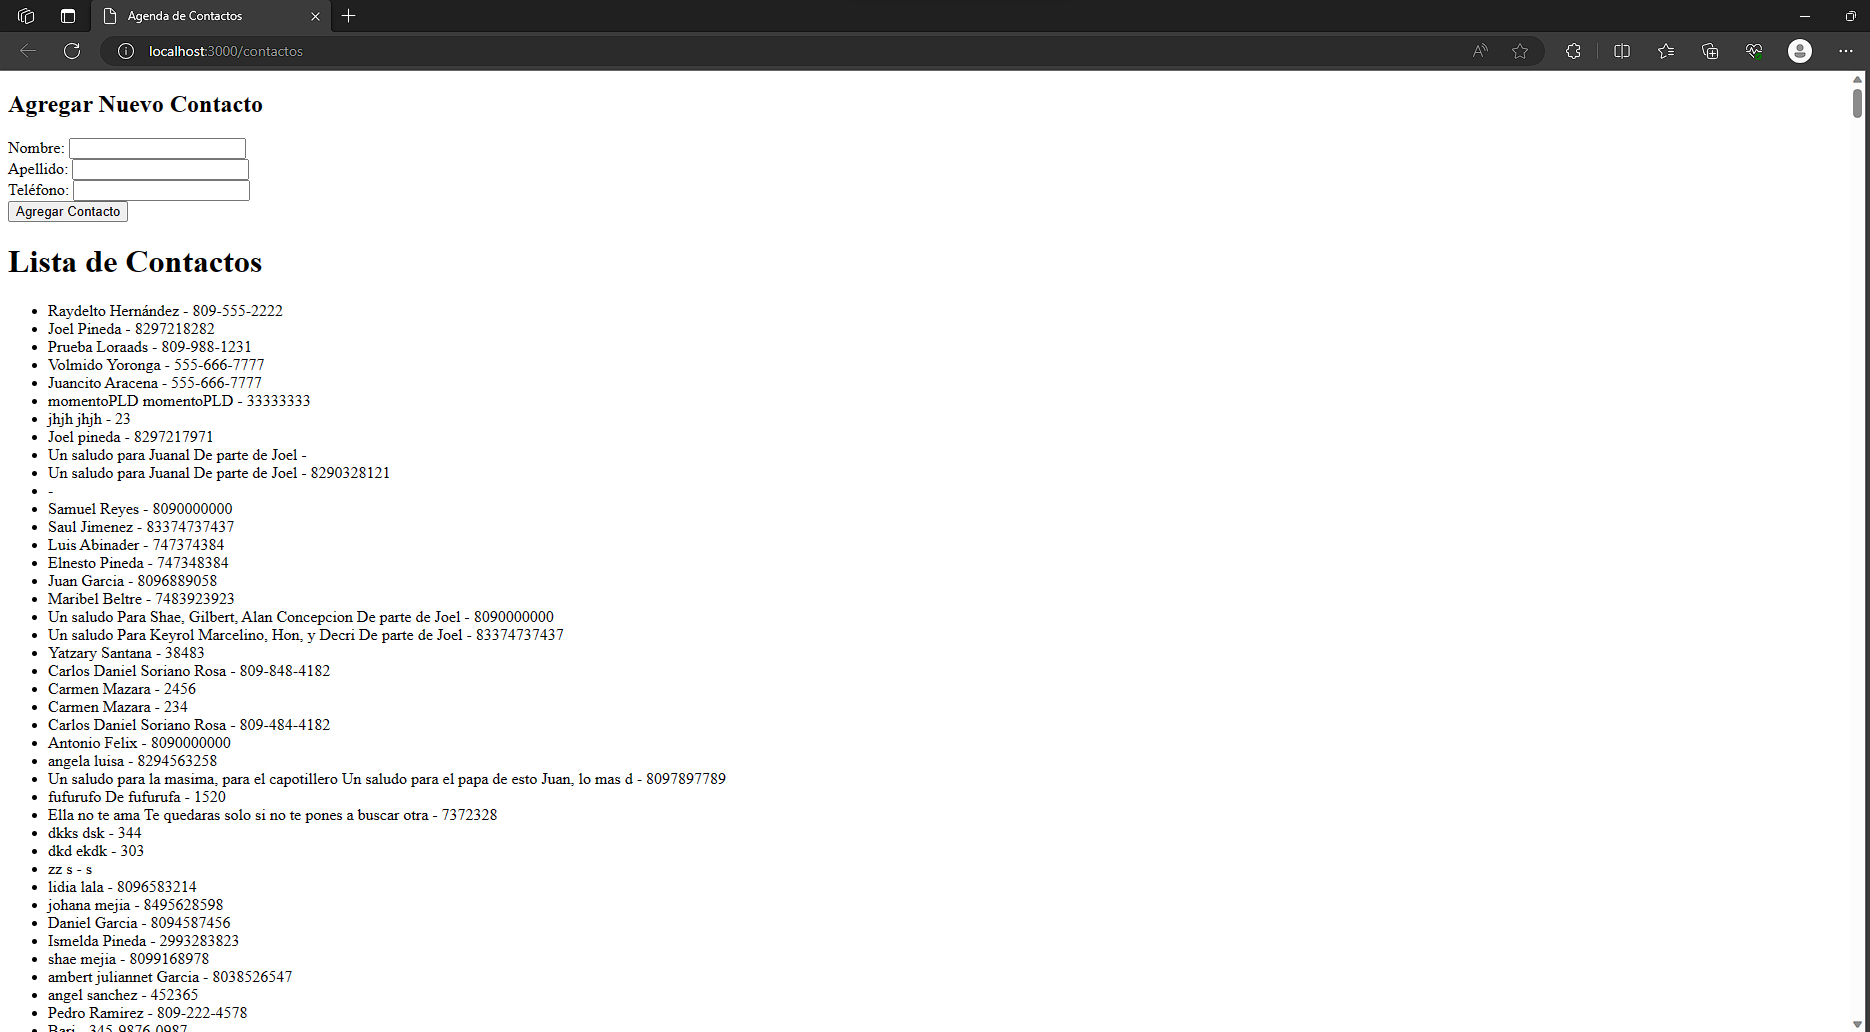 Agenda de Contactos
localhost:3000/contactos
Agregar Nuevo Contacto
Nombre:
Apellido:
Teléfono:
Agregar Contacto
Lista de Contactos
Raydelto Hernández - 809-555-2222
Joel Pineda - 8297218282
Prueba Loraads - 809-988-1231
Volmido Yoronga - 555-666-7777
Juancito Aracena - 555-666-7777
momentoPLD momentoPLD - 33333333
jhjh jhjh - 23
Joel pineda - 8297217971
Un saludo para Juanal De parte de Joel -
Un saludo para Juanal De parte de Joel - 8290328121
-
Samuel Reyes - 8090000000
Saul Jimenez - 83374737437
Luis Abinader - 747374384
Elnesto Pineda - 747348384
Juan Garcia - 8096889058
Maribel Beltre - 7483923923
Un saludo Para Shae, Gilbert, Alan Concepcion De parte de Joel - 8090000000
Un saludo Para Keyrol Marcelino, Hon, y Decri De parte de Joel - 83374737437
Yatzary Santana - 38483
Carlos Daniel Soriano Rosa - 809-848-4182
Carmen Mazara - 2456
Carmen Mazara - 234
Carlos Daniel Soriano Rosa - 809-484-4182
Antonio Felix - 8090000000
angela luisa - 8294563258
Un saludo para la masima, para el capotillero Un saludo para el papa de esto Juan, lo mas d - 8097897789
fufurufo De fufurufa - 1520
Ella no te ama Te quedaras solo si no te pones a buscar otra - 7372328
dkks dsk - 344
dkd ekdk - 303
zz s - s
lidia lala - 8096583214
johana mejia - 8495628598
Daniel Garcia - 8094587456
Ismelda Pineda - 2993283823
shae mejia - 8099168978
ambert juliannet Garcia - 8038526547
angel sanchez - 452365
Pedro Ramirez - 809-222-4578
Bari - 345-9876-0987